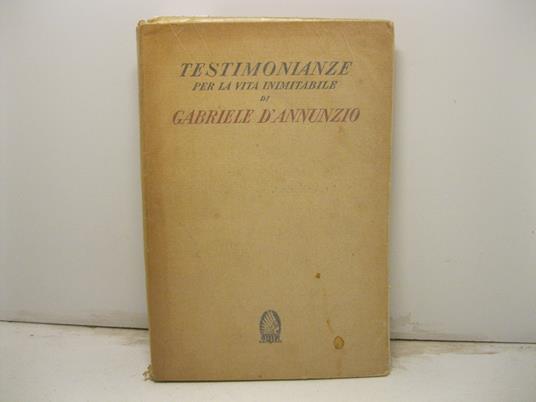 TESTIMONIANZE
PER LA VITA INIMITABILE
DI
GABRIELE D'ANNUNZIO